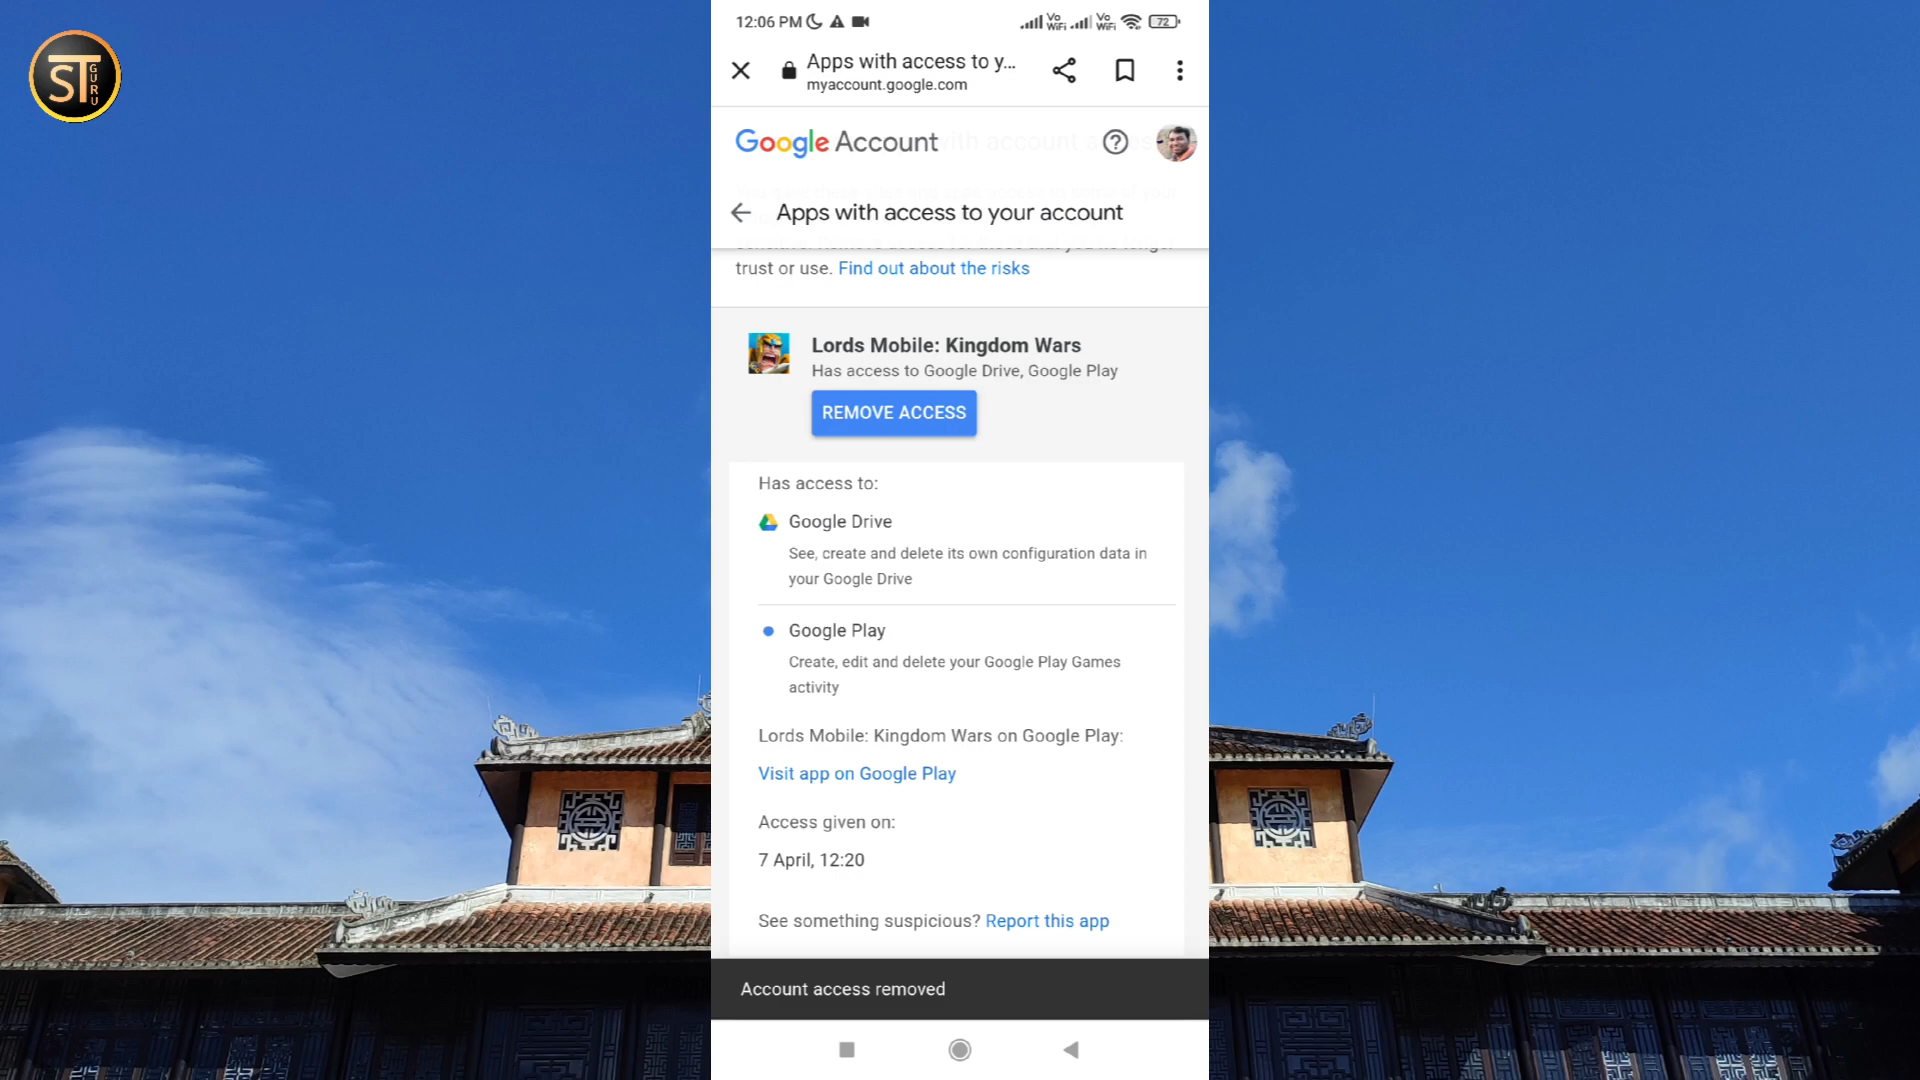 ST
GURU
12:06 PM
Vo
WiFi
Vo
WiFi
72
Apps with access to y...
myaccount.google.com
Google Account
Apps with access to your account
trust or use. Find out about the risks
Lords Mobile: Kingdom Wars
Has access to Google Drive, Google Play
REMOVE ACCESS
Has access to:
Google Drive
See, create and delete its own configuration data in
your Google Drive
Google Play
Create, edit and delete your Google Play Games
activity
Lords Mobile: Kingdom Wars on Google Play:
Visit app on Google Play
Access given on:
7 April, 12:20
See something suspicious? Report this app
Account access removed